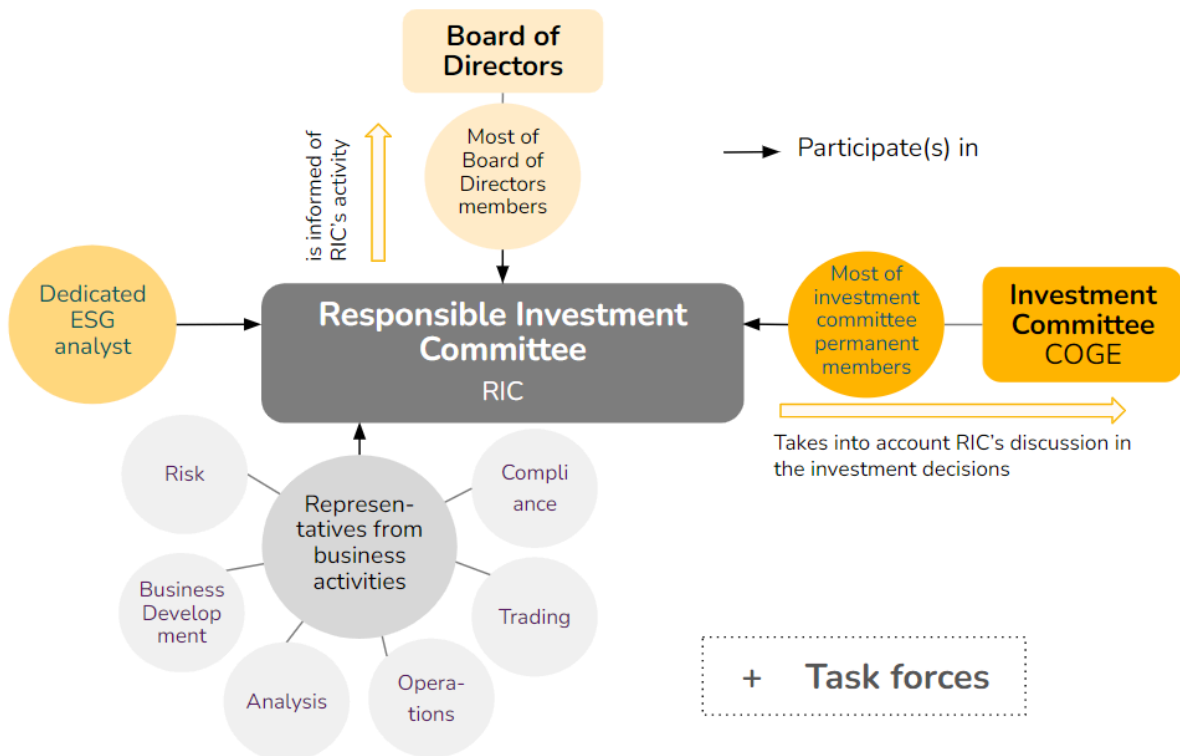 Board of
Directors
Most of
Board of
Directors
members
is informed of
RIC's activity
Participate(s) in
Dedicated
ESG
analyst
Responsible Investment
Committee
RIC
Most of
investment
committee
permanent
members
Investment
Committee
COGE
Takes into account RIC's discussion in
the investment decisions
Risk
Compli
ance
Represen-
tatives from
business
activities
Business
Develop
ment
Trading
Analysis
Opera-
tions
+ Task forces